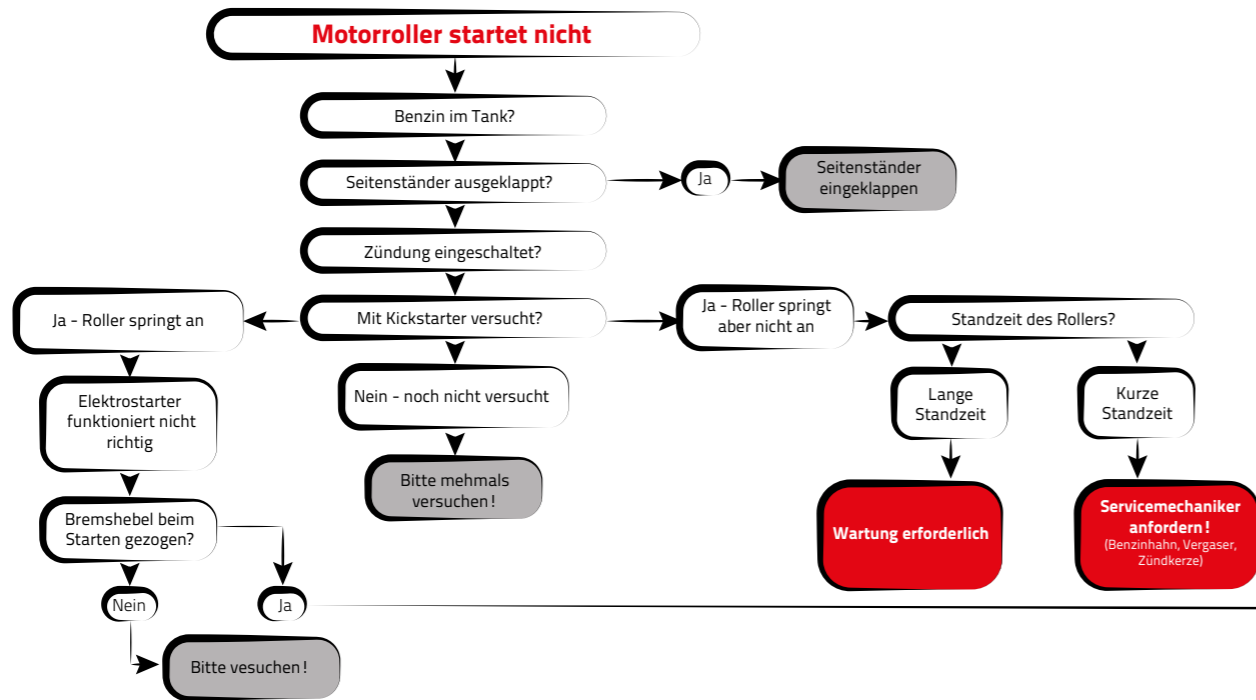 Motorroller startet nicht
Benzin im Tank?
Seitenständer ausgeklappt?
Ja
Seitenständer
eingeklappen
Zündung eingeschaltet?
Ja - Roller springt an
Mit Kickstarter versucht?
Ja - Roller springt
aber nicht an
Standzeit des Rollers?
Elektrostarter
funktioniert nicht
richtig
Nein - noch nicht versucht
Lange
Standzeit
Kurze
Standzeit
Bitte mehmals
versuchen!
Bremshebel beim
Starten gezogen?
Wartung erforderlich
Servicemechaniker
anfordern!
(Benzinhahn, Vergaser,
Zündkerze)
Nein
Ja
Bitte vesuchen!